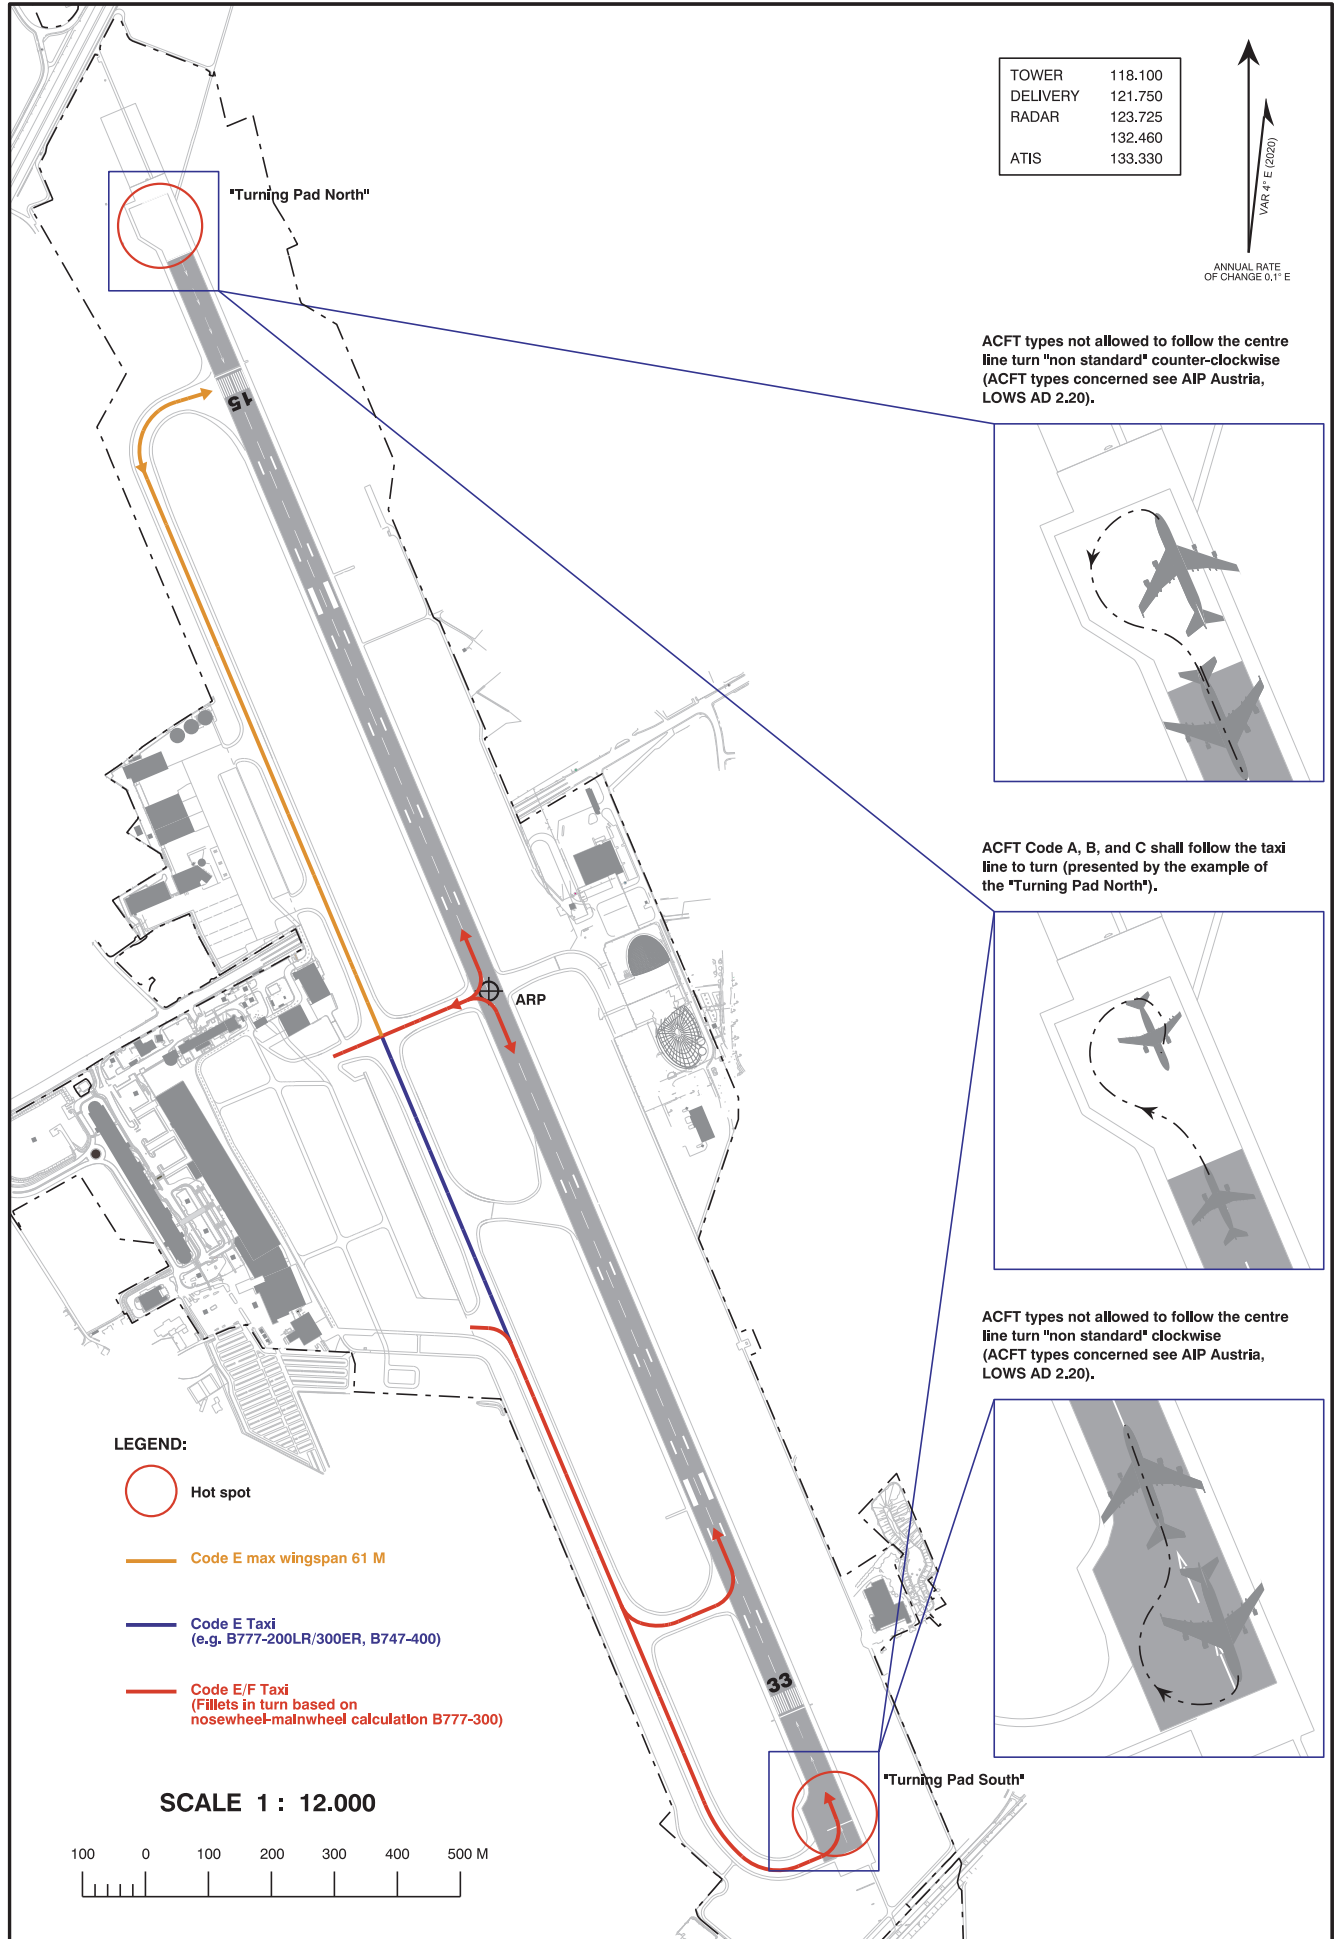 TOWER 118.100
DELIVERY 121.750
RADAR 123.725
132.460
ATIS 133.330
VAR 4° E (2020)
ANNUAL RATE
OF CHANGE 0.1° E
"Turning Pad North"
15
ACFT types not allowed to follow the centre
line turn "non standard" counter-clockwise
(ACFT types concerned see AIP Austria,
LOWS AD 2.20).
ACFT Code A, B, and C shall follow the taxi
line to turn (presented by the example of
the "Turning Pad North").
ARP
ACFT types not allowed to follow the centre
line turn "non standard" clockwise
(ACFT types concerned see AIP Austria,
LOWS AD 2.20).
LEGEND:
Hot spot
Code E max wingspan 61 M
Code E Taxi
(e.g. B777-200LR/300ER, B747-400)
Code E/F Taxi
(Fillets in turn based on
nosewheel-mainwheel calculation B777-300)
33
"Turning Pad South"
SCALE 1 : 12.000
100 0 100 200 300 400 500 M